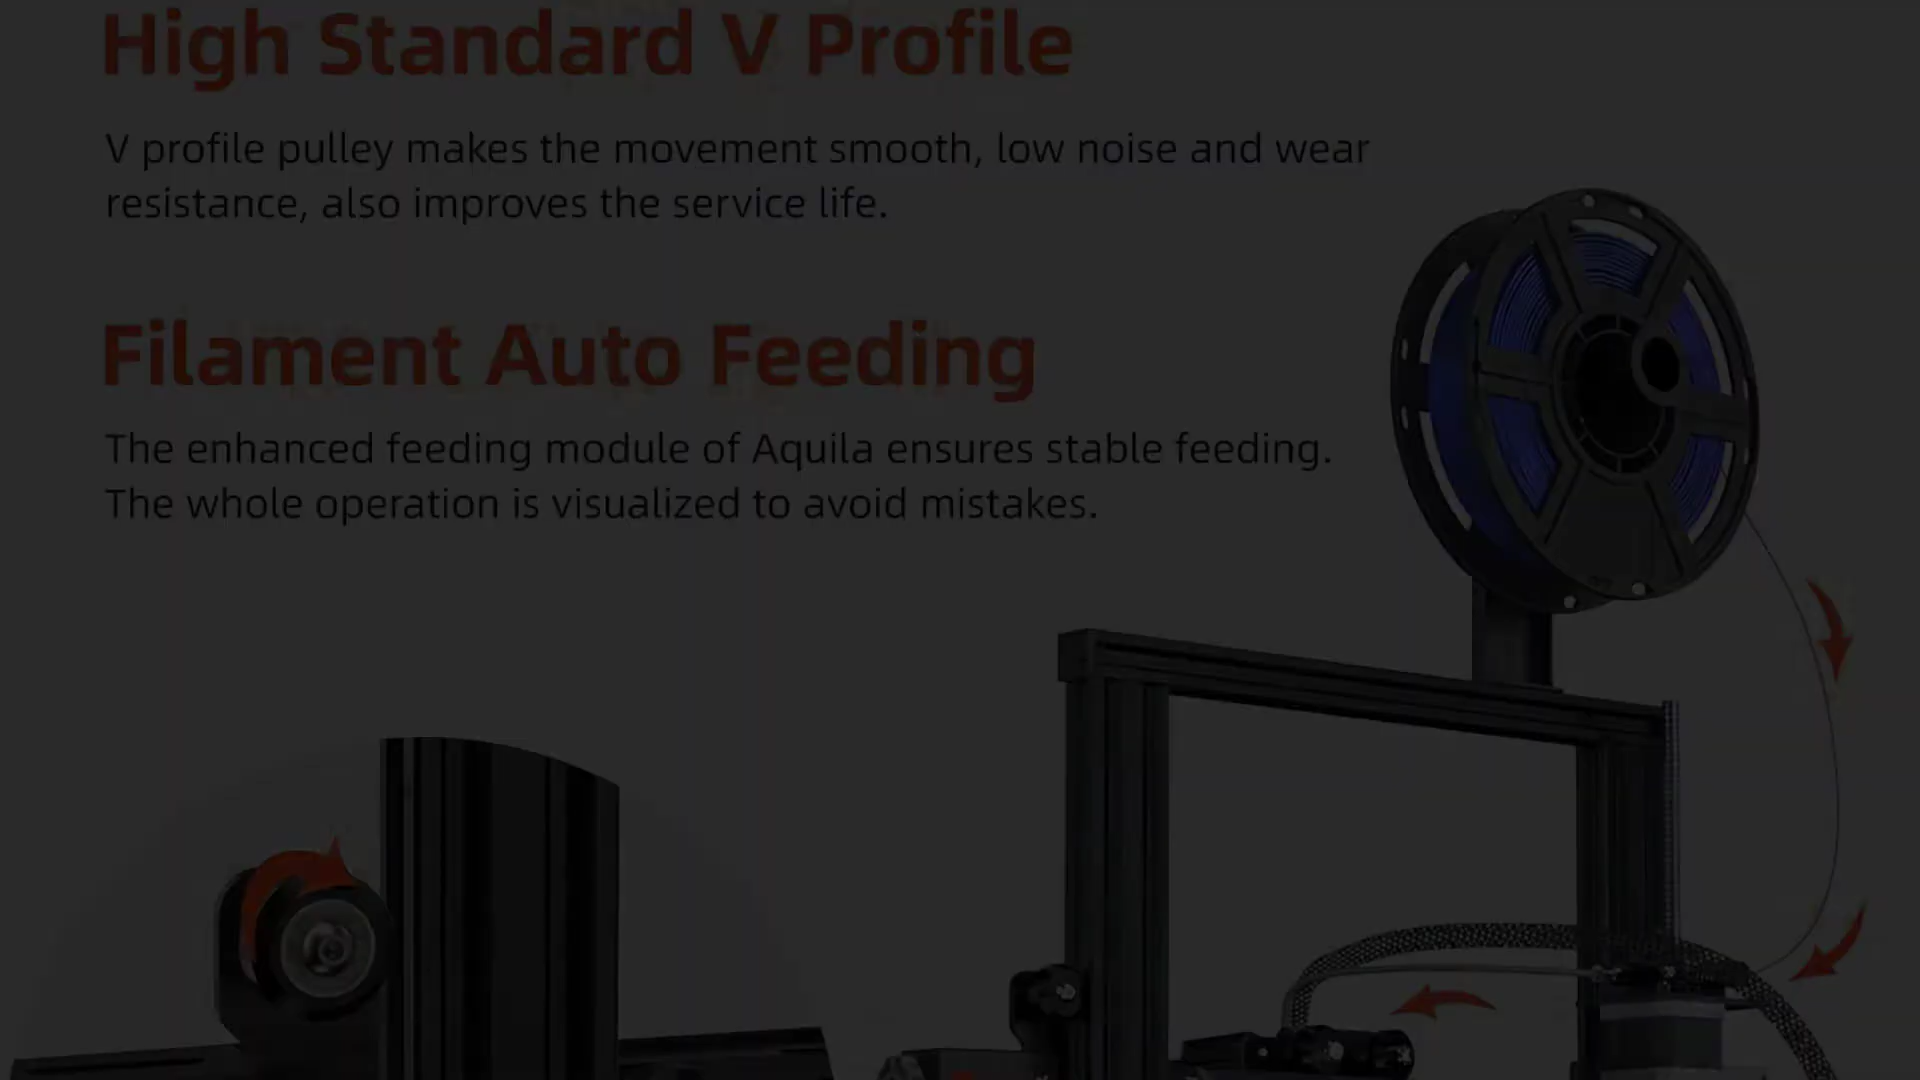 High Standard V Profile
V profile pulley makes the movement smooth, low noise and wear
resistance, also improves the service life.
Filament Auto Feeding
The enhanced feeding module of Aquila ensures stable feeding.
The whole operation is visualized to avoid mistakes.